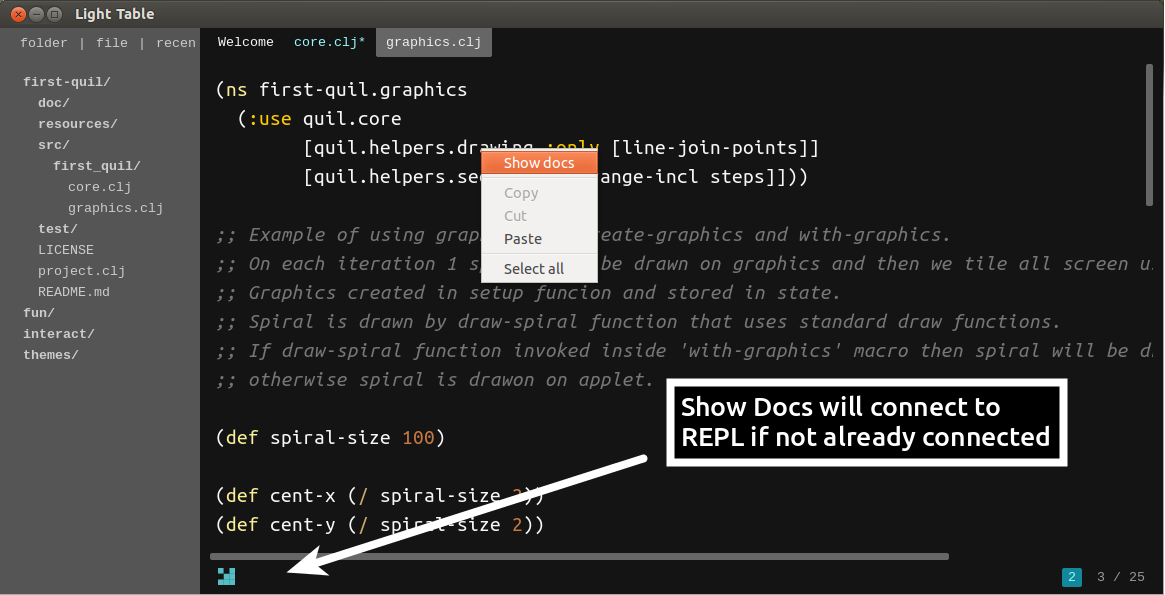 Light Table
folder | file | recen
Welcome core.clj* graphics.clj
first-quil/
doc/
resources/
src/
first_quil/
core.clj
graphics.clj
test/
LICENSE
project.clj
README.md
fun/
interact/
themes/
(ns first-quil.graphics
(:use quil.core
[quil.helpers.drawing :only [line-join-points]]
[quil.helpers.se ange-incl steps]]))
Show docs
Copy
Cut
Paste
Select all
;; Example of using grap eate-graphics and with-graphics.
;; On each iteration 1 sp be drawn on graphics and then we tile all screen u
;; Graphics created in setup funcion and stored in state.
;; Spiral is drawn by draw-spiral function that uses standard draw functions.
;; If draw-spiral function invoked inside 'with-graphics' macro then spiral will be d
;; otherwise spiral is drawon on applet.
Show Docs will connect to
REPL if not already connected
(def spiral-size 100)
(def cent-x (/ spiral-size 2))
(def cent-y (/ spiral-size 2))
2 3 / 25